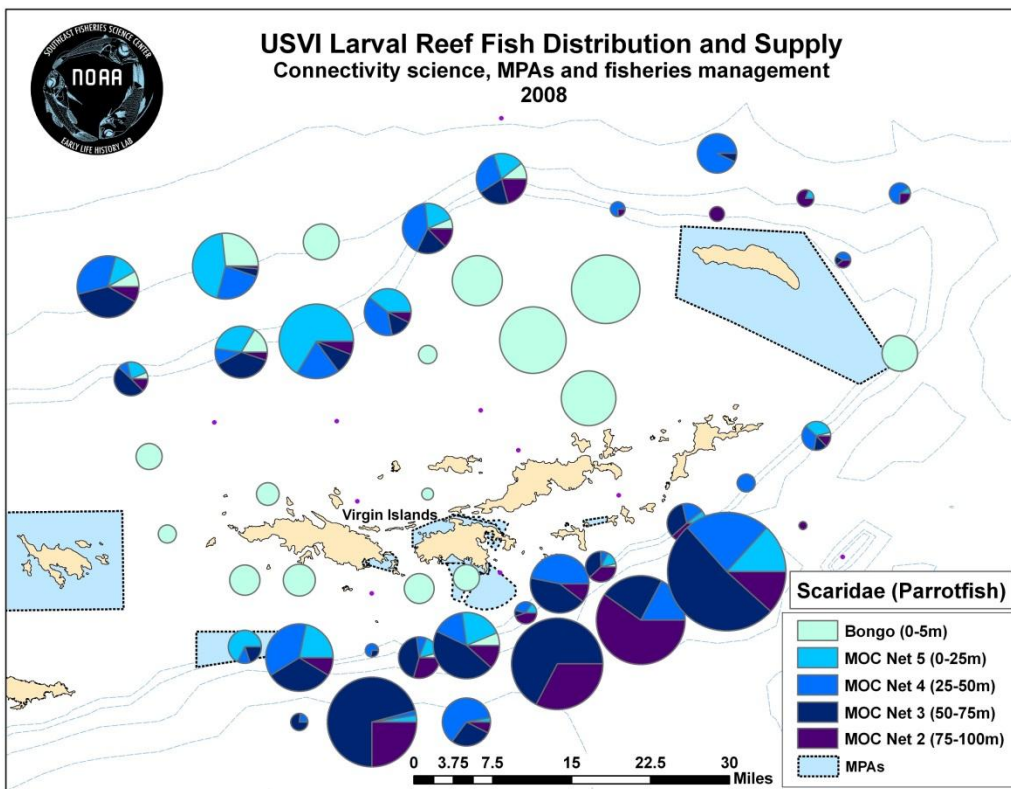 SOUTHEAST FISHERIES SCIENCE CENTER
NOAA
EARLY LIFE HISTORY LAB
USVI Larval Reef Fish Distribution and Supply
Connectivity science, MPAs and fisheries management
2008
Virgin Islands
Scaridae (Parrotfish)
Bongo (0-5m)
MOC Net 5 (0-25m)
MOC Net 4 (25-50m)
MOC Net 3 (50-75m)
MOC Net 2 (75-100m)
MPAs
0 3.75 7.5 15 22.5 30
Miles